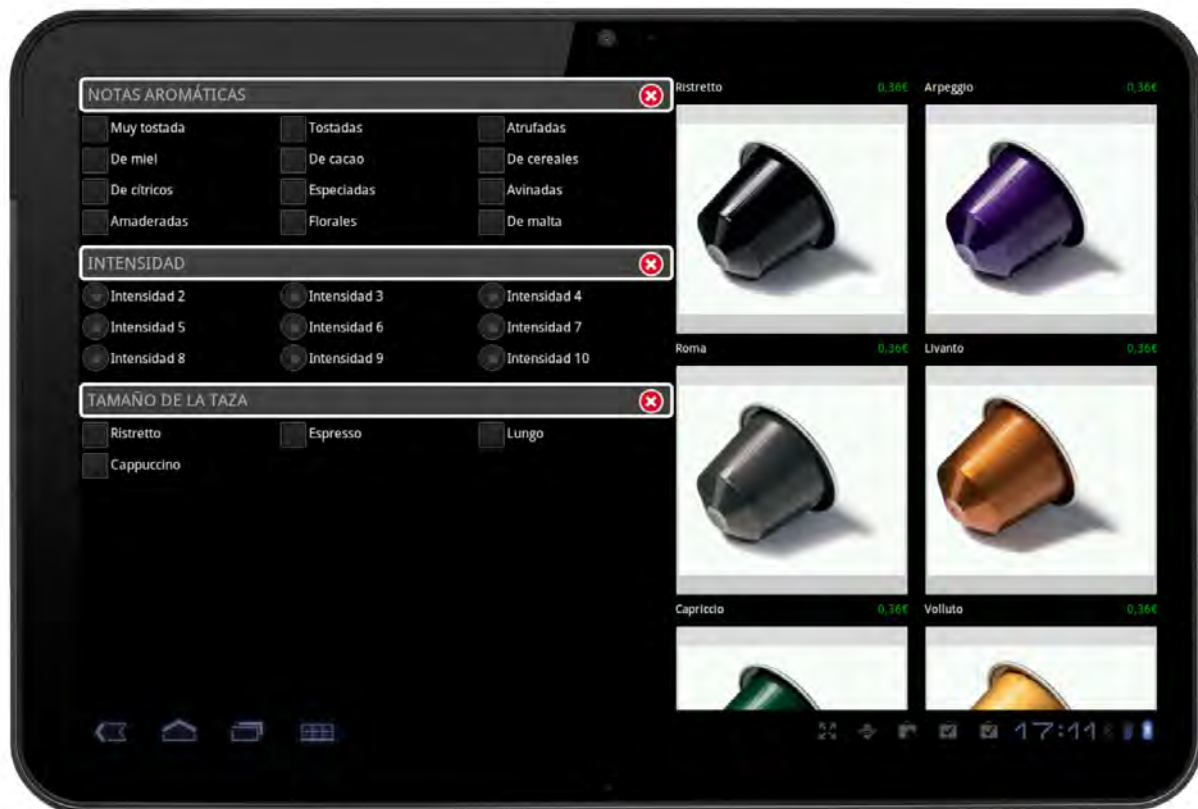 NOTAS AROMÁTICAS
Muy tostada Tostadas Atrufadas
De miel De cacao De cereales
De cítricos Especiadas Avinadas
Amaderadas Florales De malta
INTENSIDAD
Intensidad 2 Intensidad 3 Intensidad 4
Intensidad 5 Intensidad 6 Intensidad 7
Intensidad 8 Intensidad 9 Intensidad 10
TAMAÑO DE LA TAZA
Ristretto Espresso Lungo
Cappuccino
Ristretto 0,36€ Arpeggio 0,36€
Roma 0,36€ Livanto 0,36€
Capriccio 0,36€ Volluto 0,36€
17:11